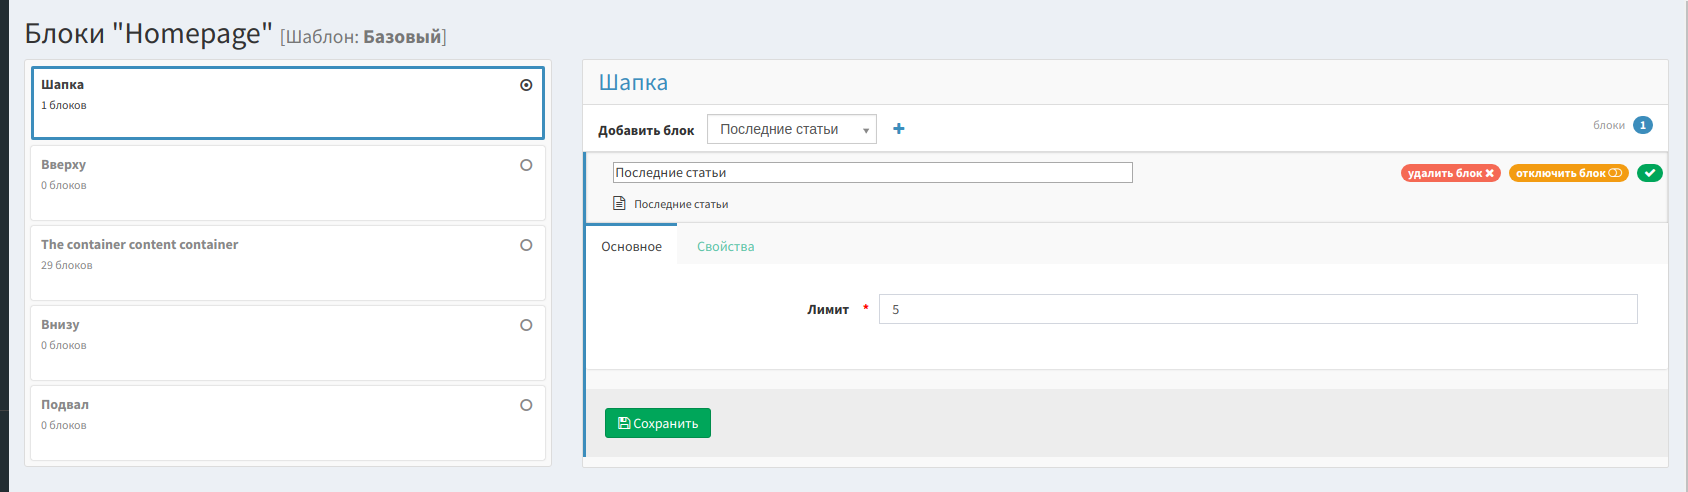 Блоки "Homepage" [Шаблон: Базовый]
Шапка
1 блоков
Вверху
0 блоков
The container content container
29 блоков
Внизу
0 блоков
Подвал
0 блоков
Шапка
Добавить блок Последние статьи блоки 1
Последние статьи удалить блок отключить блок
Последние статьи
Основное Свойства
Лимит * 5
Сохранить